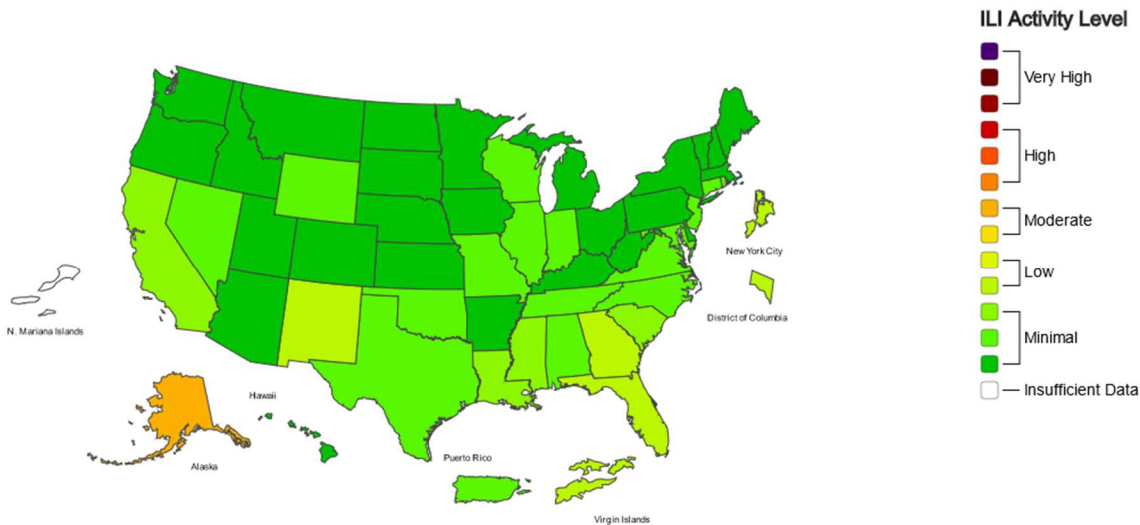 ILI Activity Level
Very High
High
Moderate
New York City
Low
District of Columbia
N. Mariana Islands
Minimal
Insufficient Data
Hawaii
Puerto Rico
Alaska
Virgin Islands